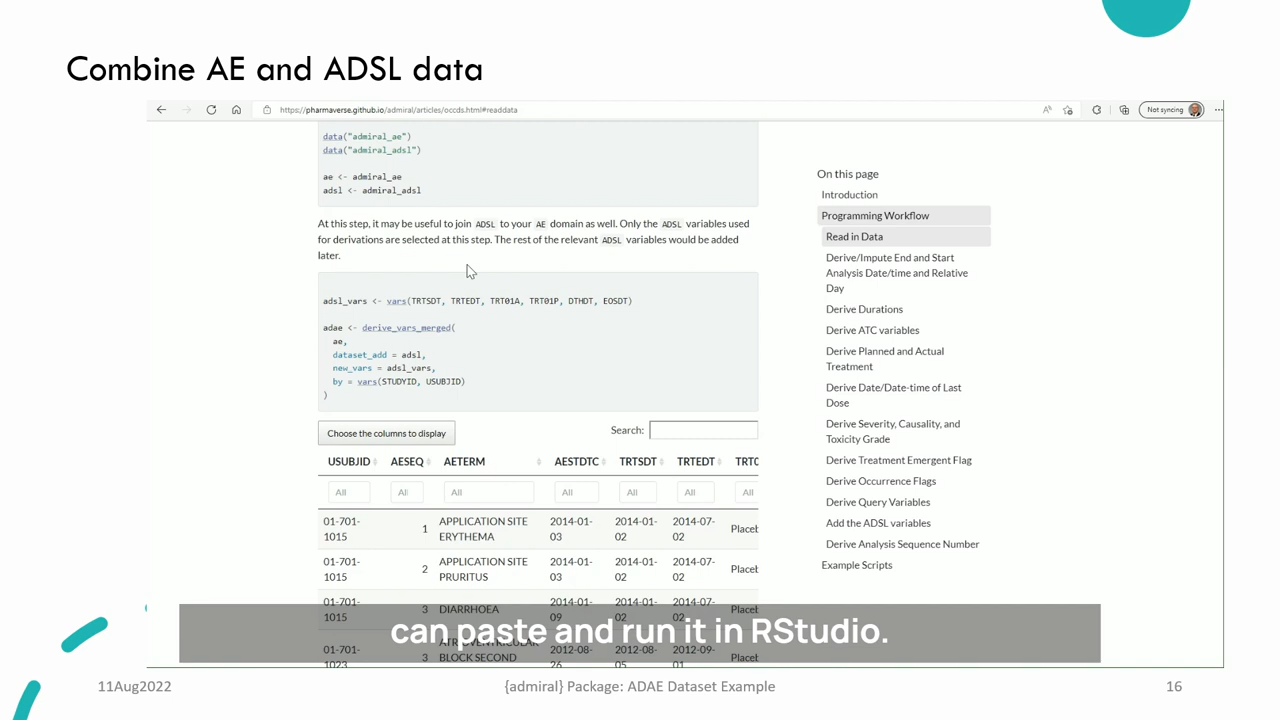 Combine AE and ADSL data
https://pharmaverse.github.io/admiral/articles/occds.html#readdata
Not syncing
data("admiral_ae")
data("admiral_adsl")
ae <- admiral_ae
adsl <- admiral_adsl
At this step, it may be useful to join ADSL to your AE domain as well. Only the ADSL variables used
for derivations are selected at this step. The rest of the relevant ADSL variables would be added
later.
adsl_vars <- vars(TRTSDT, TRTEDT, TRT01A, TRT01P, DTHDT, EOSDT)
adae <- derive_vars_merged(
ae,
dataset_add = adsl,
new_vars = adsl_vars,
by = vars(STUDYID, USUBJID)
)
Choose the columns to display
Search:
USUBJID AESEQ AETERM AESTDTC TRTSDT TRTEDT TRT0
All All All All All All All
01-701- 1 APPLICATION SITE 2014-01- 2014-01- 2014-07- Placeb
1015 ERYTHEMA 03 02 02
01-701- 2 APPLICATION SITE 2014-01- 2014-01- 2014-07- Placeb
1015 PRURITUS 03 02 02
01-701- 3 DIARRHOEA 2014-01- 2014-01- 2014-07- Placeb
1015 09 02 02
01-701- 3 ATRIOVENTRICULAR 2012-08- 2012-08- 2012-09- Placeb
1023 BLOCK SECOND 26 05 01
On this page
Introduction
Programming Workflow
Read in Data
Derive/Impute End and Start
Analysis Date/time and Relative
Day
Derive Durations
Derive ATC variables
Derive Planned and Actual
Treatment
Derive Date/Date-time of Last
Dose
Derive Severity, Causality, and
Toxicity Grade
Derive Treatment Emergent Flag
Derive Occurrence Flags
Derive Query Variables
Add the ADSL variables
Derive Analysis Sequence Number
Example Scripts
can paste and run it in RStudio.
11Aug2022
{admiral} Package: ADAE Dataset Example
16